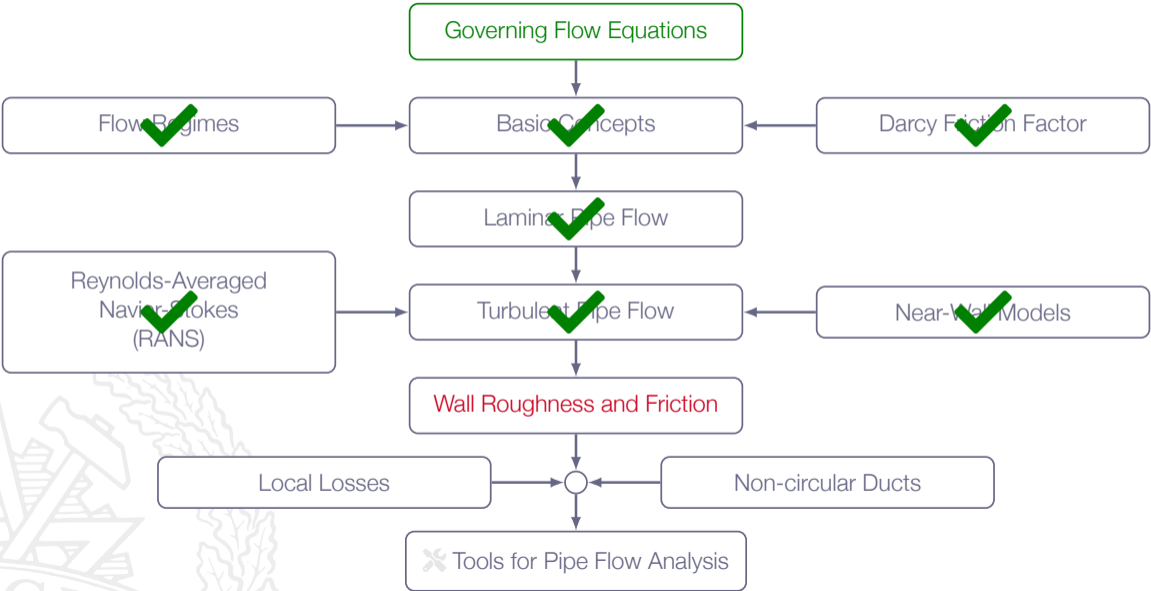 Governing Flow Equations
Flow Regimes
Basic Concepts
Darcy Friction Factor
Laminar Pipe Flow
Reynolds-Averaged
Navier-Stokes
(RANS)
Turbulent Pipe Flow
Near-Wall Models
Wall Roughness and Friction
Local Losses
Non-circular Ducts
Tools for Pipe Flow Analysis